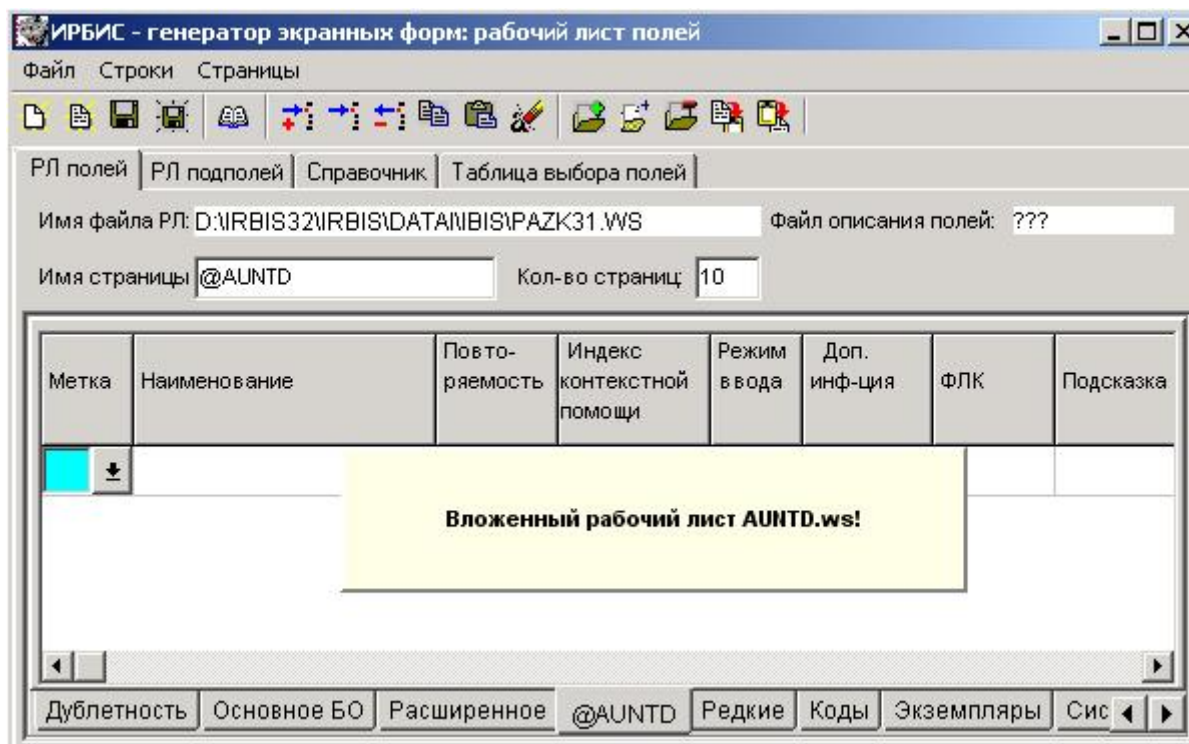 ИРБИС - генератор экранных форм: рабочий лист полей
Файл Строки Страницы
РЛ полей РЛ подполей Справочник Таблица выбора полей
Имя файла РЛ: D:\IRBIS32\IRBIS\DATAI\IBIS\PAZK31.WS Файл описания полей: ???
Имя страницы @AUNTD Кол-во страниц: 10
Метка Наименование Повто-
ряемость Индекс
контекстной
помощи Режим
ввода Доп.
инф-ция ФЛК Подсказка
Вложенный рабочий лист AUNTD.ws!
Дублетность Основное БО Расширенное @AUNTD Редкие Коды Экземпляры Сис